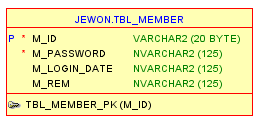 JEWON.TBL_MEMBER
P * M_ID VARCHAR2 (20 BYTE)
* M_PASSWORD NVARCHAR2 (125)
M_LOGIN_DATE NVARCHAR2 (125)
M_REM NVARCHAR2 (125)
TBL_MEMBER_PK (M_ID)